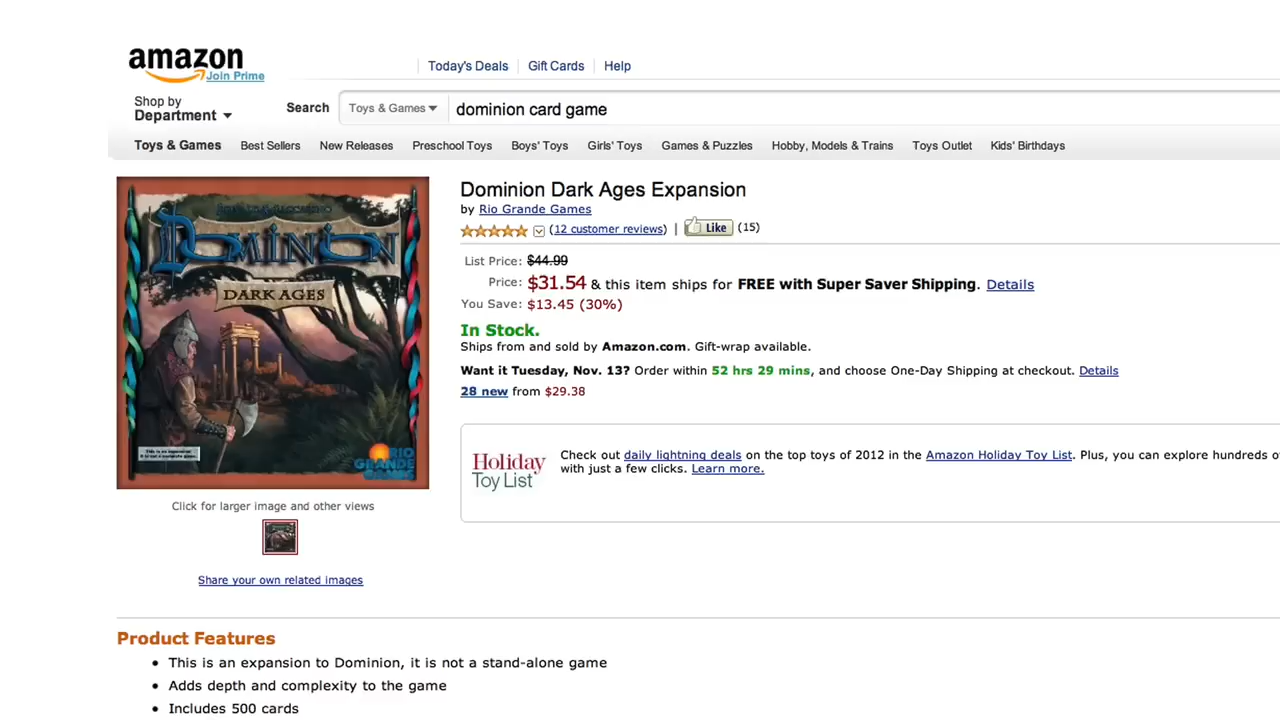 amazon
Join Prime
Today's Deals
Gift Cards
Help
Shop by
Department
Search
Toys & Games
dominion card game
Toys & Games
Best Sellers
New Releases
Preschool Toys
Boys' Toys
Girls' Toys
Games & Puzzles
Hobby, Models & Trains
Toys Outlet
Kids' Birthdays
DOMINION
DARK AGES
This is an expansion.
It is not a complete game.
RIO
GRANDE
GAMES
Click for larger image and other views
Share your own related images
Dominion Dark Ages Expansion
by Rio Grande Games
(12 customer reviews) | Like (15)
List Price: $44.99
Price: $31.54 & this item ships for FREE with Super Saver Shipping. Details
You Save: $13.45 (30%)
In Stock.
Ships from and sold by Amazon.com. Gift-wrap available.
Want it Tuesday, Nov. 13? Order within 52 hrs 29 mins, and choose One-Day Shipping at checkout. Details
28 new from $29.38
Holiday
Toy List
Check out daily lightning deals on the top toys of 2012 in the Amazon Holiday Toy List. Plus, you can explore hundreds
with just a few clicks. Learn more.
Product Features
• This is an expansion to Dominion, it is not a stand-alone game
• Adds depth and complexity to the game
• Includes 500 cards